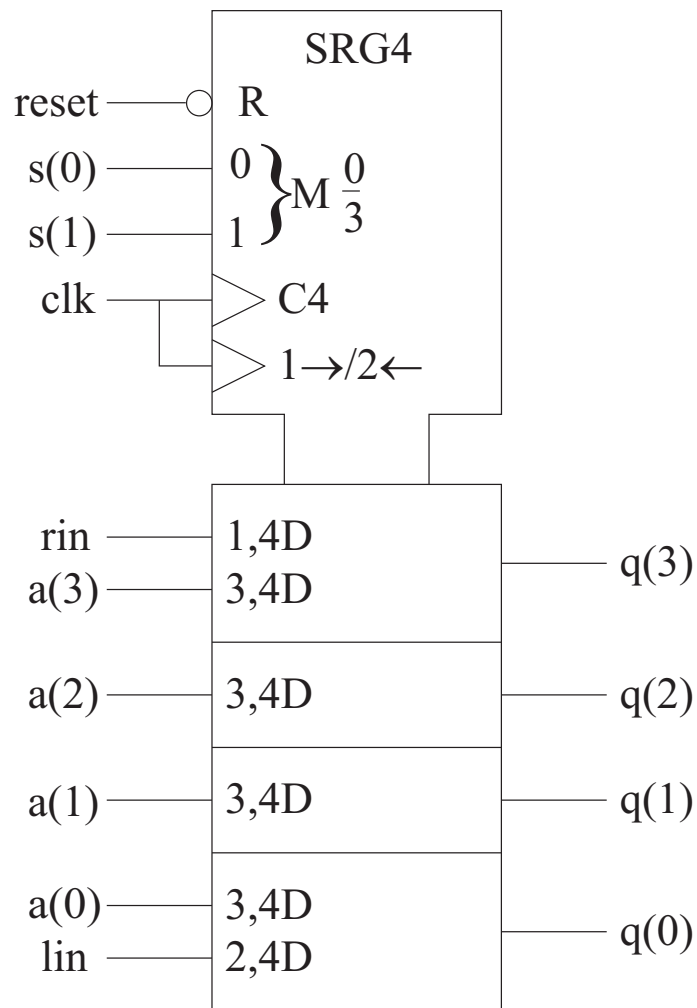 SRG4
reset R
s(0) 0
M 0/3
s(1) 1
clk C4
1→/2←
rin 1,4D
q(3)
a(3) 3,4D
a(2) 3,4D q(2)
a(1) 3,4D q(1)
a(0) 3,4D
q(0)
lin 2,4D